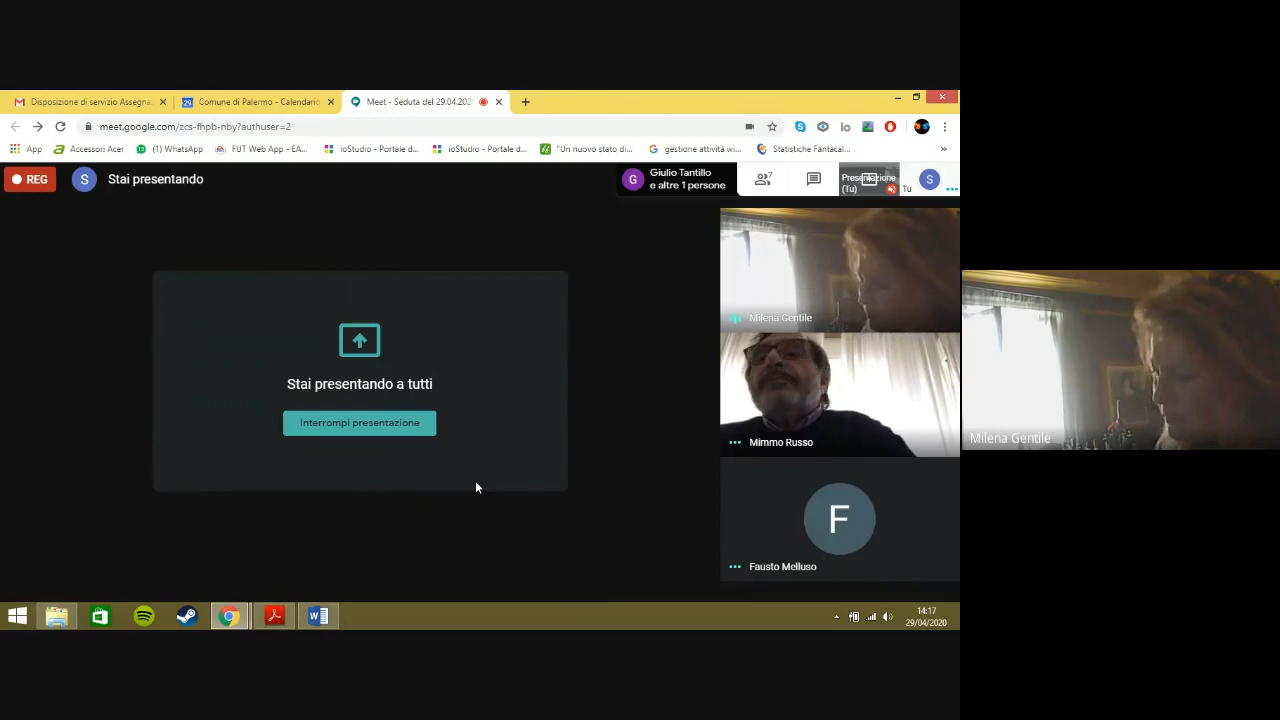 Disposizione di servizio Assegna
Comune di Palermo - Calendario
Meet - Seduta del 29.04.202
meet.google.com/zcs-fhpb-nby?authuser=2
App
Accessori Acer
(1) WhatsApp
FUT Web App - EA...
ioStudio - Portale d...
ioStudio - Portale d...
"Un nuovo stato di...
gestione attività wi...
Statistiche Fantacal...
»
REG
S
Stai presentando
G
Giulio Tantillo
e altre 1 persone
7
Presentazione
(Tu)
S
Tu
Milena Gentile
Stai presentando a tutti
Interrompi presentazione
Mimmo Russo
Milena Gentile
F
Fausto Melluso
14:17
29/04/2020